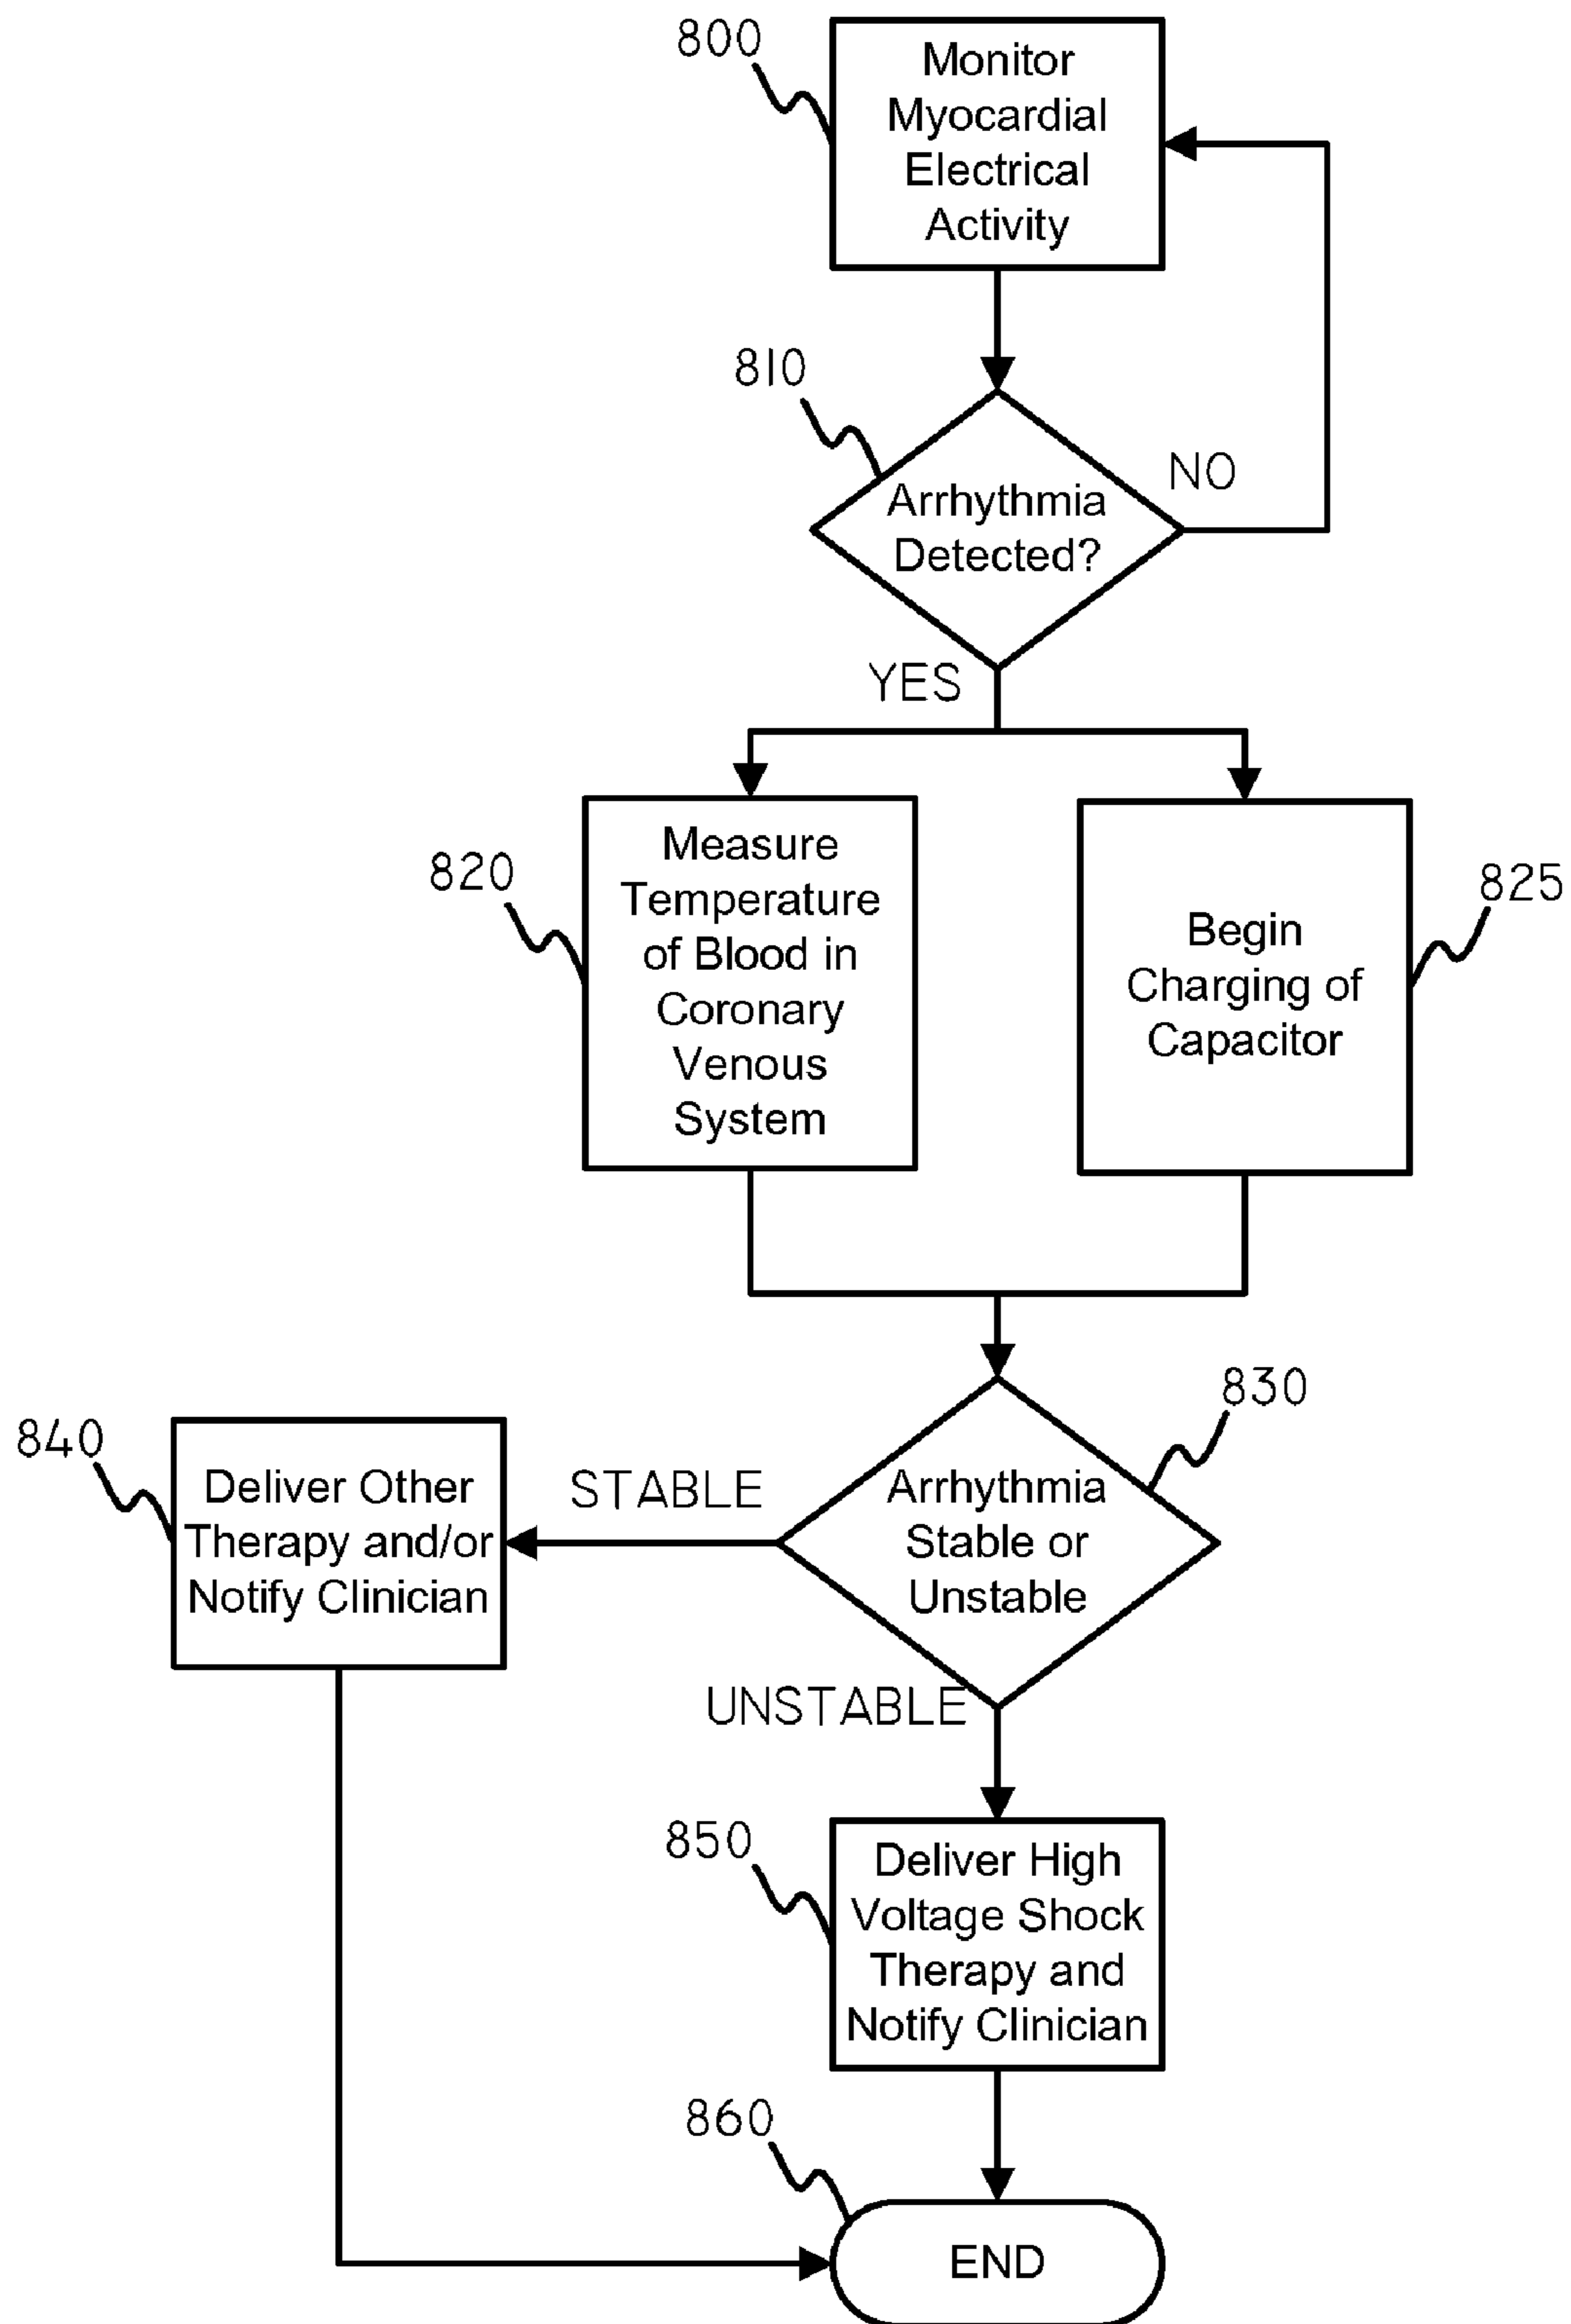 800
Monitor
Myocardial
Electrical
Activity
810
Arrhythmia
Detected?
NO
YES
820
Measure
Temperature
of Blood in
Coronary
Venous
System
825
Begin
Charging of
Capacitor
830
Arrhythmia
Stable or
Unstable
STABLE
840
Deliver Other
Therapy and/or
Notify Clinician
UNSTABLE
850
Deliver High
Voltage Shock
Therapy and
Notify Clinician
860
END